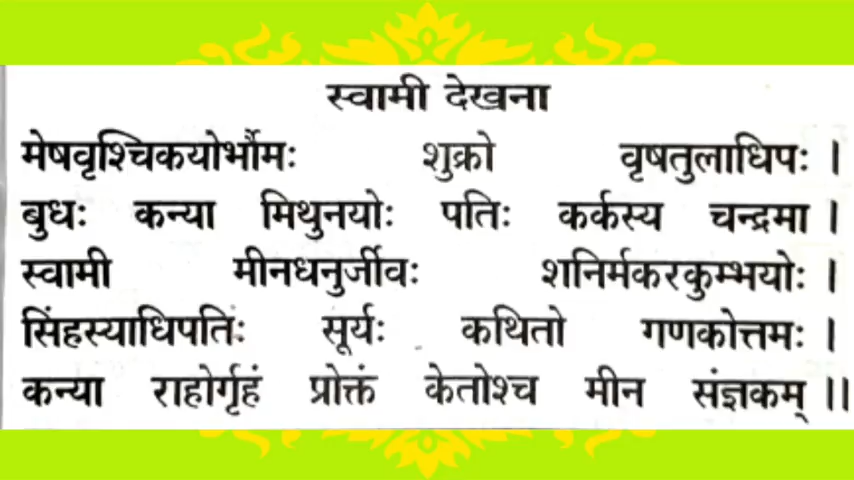 स्वामी देखना
मेषवृश्चिकयोर्भौमः शुक्रो वृषतुलाधिपः ।
बुधः कन्या मिथुनयोः पतिः कर्कस्य चन्द्रमा ।
स्वामी मीनधनुर्जीवः शनिर्मकरकुम्भयोः ।
सिंहस्याधिपतिः सूर्यः कथितो गणकोत्तमः ।
कन्या राहोर्गृहं प्रोक्तं केतोश्च मीन संज्ञकम् ।।